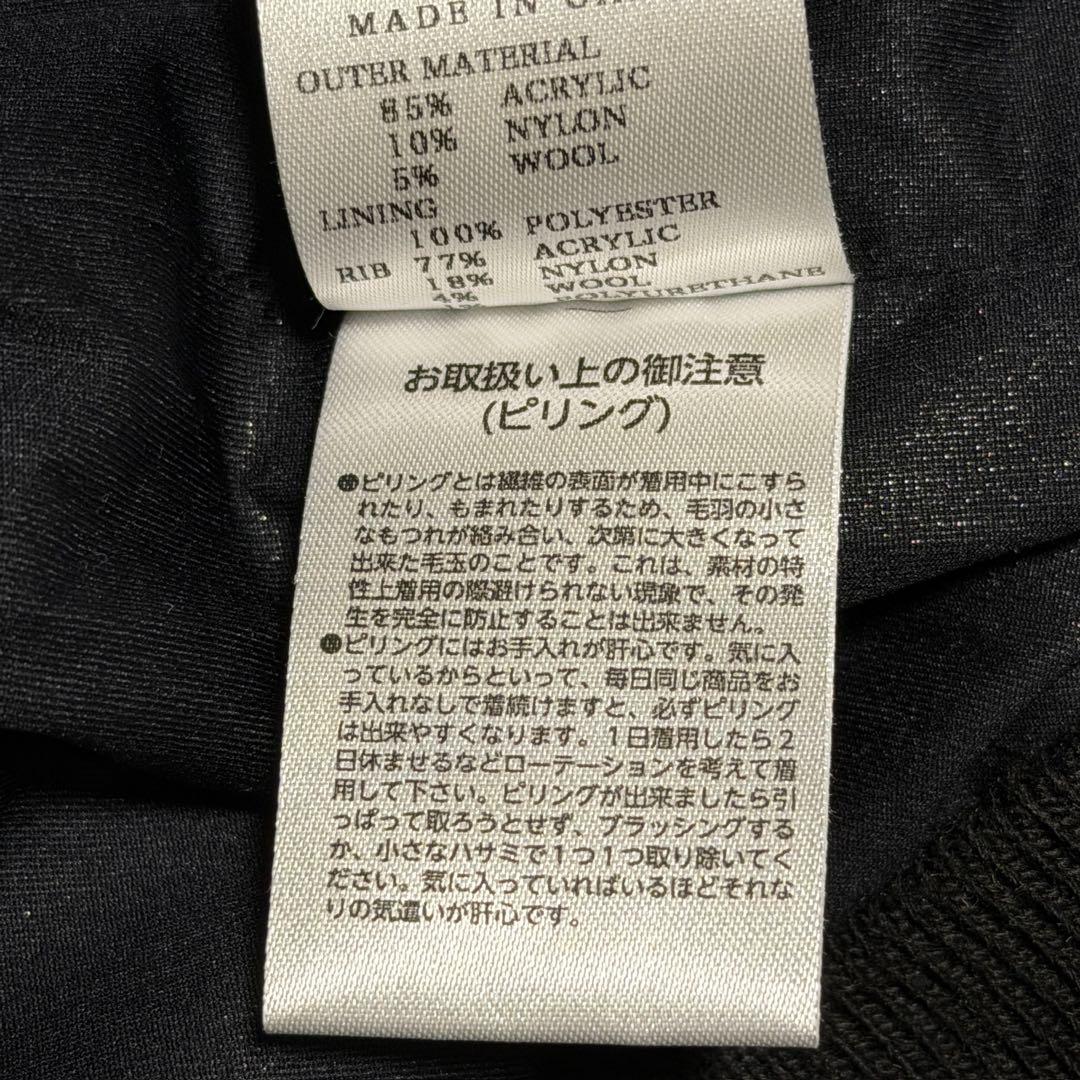 MADE IN
OUTER MATERIAL
85% ACRYLIC
10% NYLON
5% WOOL
LINING
100% POLYESTER
RIB 77% ACRYLIC
18% NYLON
4% WOOL
POLYURETHANE
お取扱い上の御注意
(ピリング)
●ピリングとは繊維の表面が着用中にこすら
れたり、もまれたりするため、毛羽の小さ
なもつれが絡み合い、次第に大きくなって
出来た毛玉のことです。これは、素材の特
性上着用の際避けられない現象で、その発
生を完全に防止することは出来ません。
●ピリングにはお手入れが肝心です。気に入
っているからといって、毎日同じ商品をお
手入れなしで着続けますと、必ずピリング
は出来やすくなります。1日着用したら2
日休ませるなどローテーションを考えて着
用して下さい。ピリングが出来ましたら引
っぱって取ろうとせず、ブラッシングする
か、小さなハサミで1つ1つ取り除いてく
ださい。気に入っていればいるほどそれな
りの気遣いが肝心です。